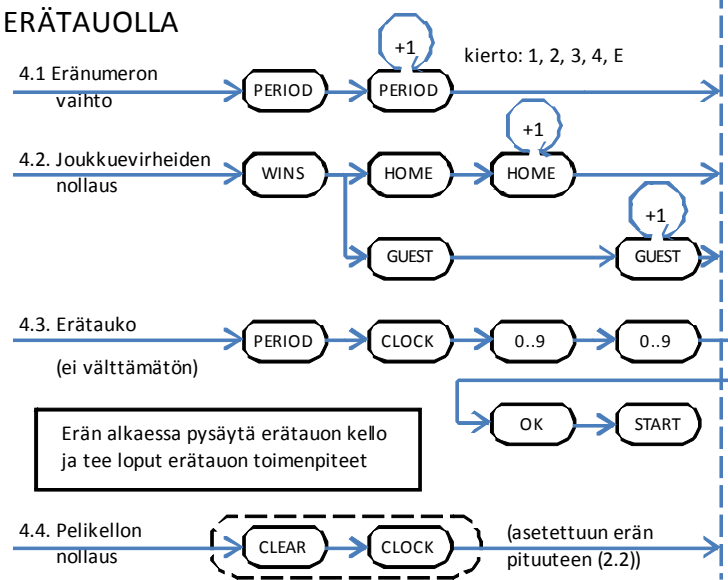 ERÄTAUOLLA
+1
4.1 Eränumeron
vaihto
PERIOD
PERIOD
kierto: 1, 2, 3, 4, E
+1
4.2. Joukkuevirheiden
nollaus
WINS
HOME
HOME
+1
GUEST
GUEST
4.3. Erätauko
(ei välttämätön)
PERIOD
CLOCK
0..9
0..9
OK
START
Erän alkaessa pysäytä erätauon kello
ja tee loput erätauon toimenpiteet
4.4. Pelikellon
nollaus
CLEAR
CLOCK
(asetettuun erän
pituuteen (2.2))